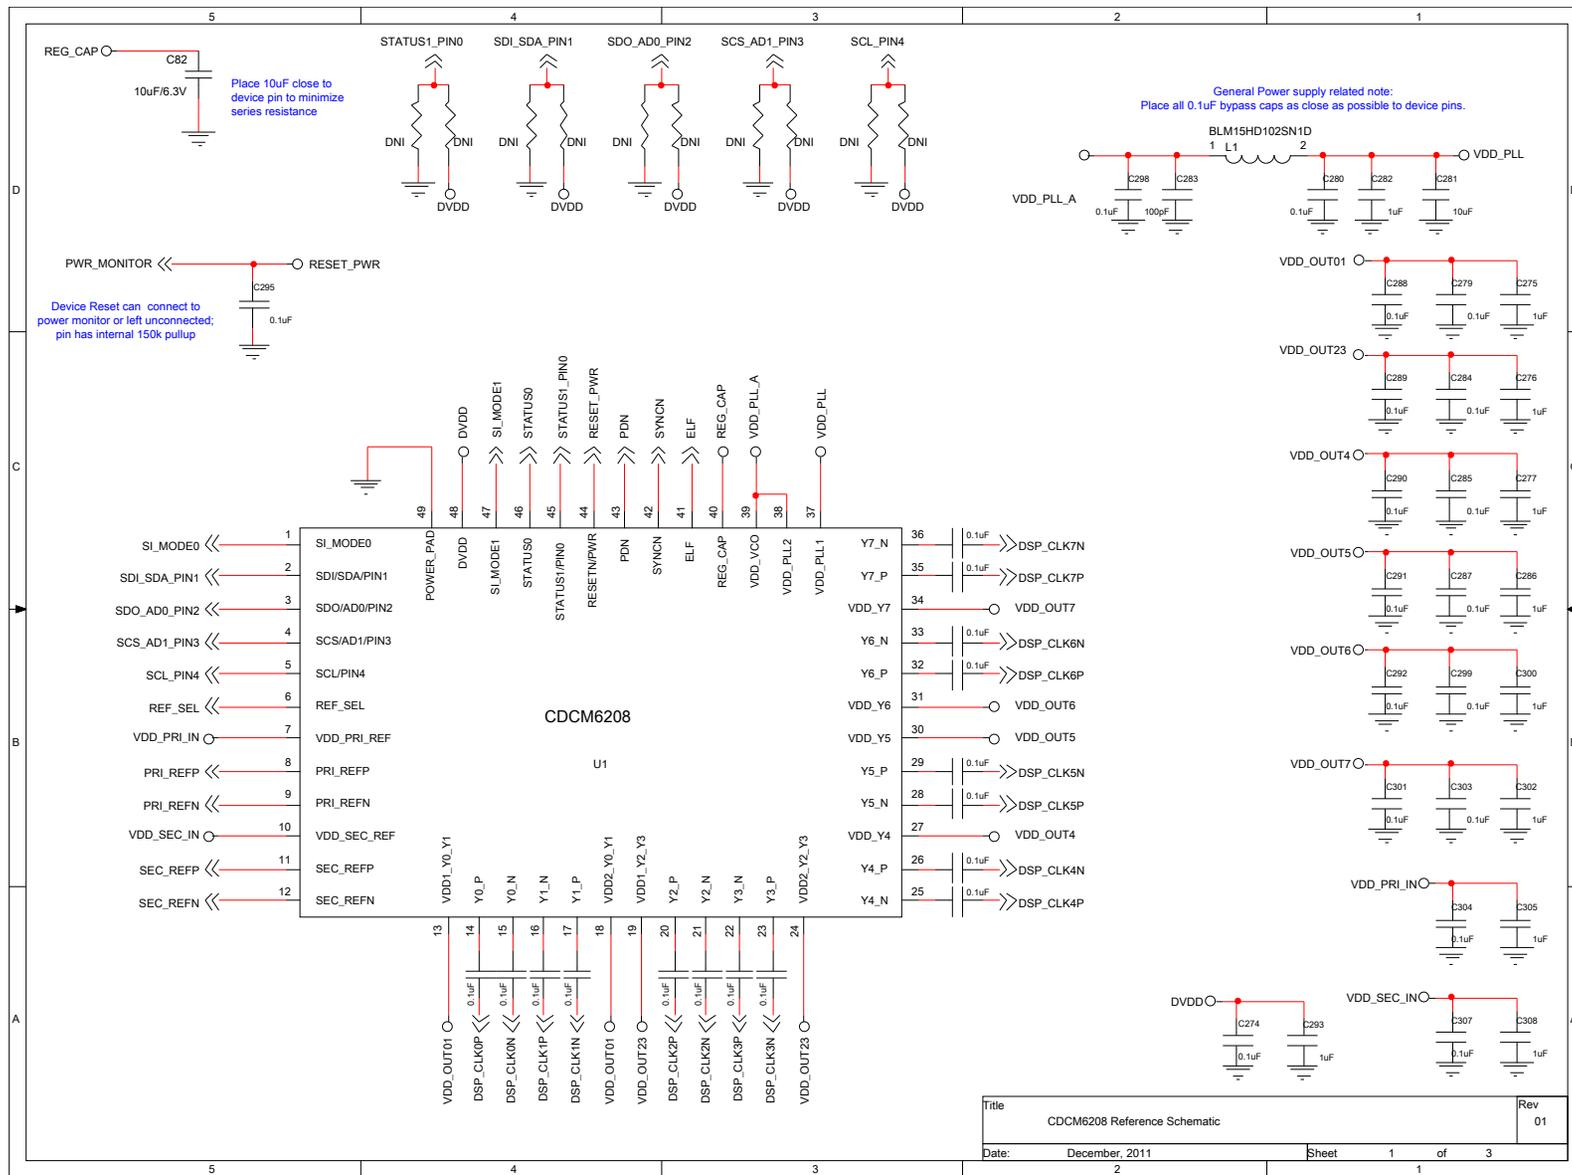 5 4 3 2 1
REG_CAP
C82
10uF/6.3V
Place 10uF close to
device pin to minimize
series resistance
STATUS1_PIN0 SDI_SDA_PIN1 SDO_AD0_PIN2 SCS_AD1_PIN3 SCL_PIN4
DNI DNI DNI DNI DNI DNI DNI DNI DNI DNI
DVDD DVDD DVDD DVDD DVDD
General Power supply related note:
Place all 0.1uF bypass caps as close as possible to device pins.
BLM15HD102SN1D
1 L1 2
VDD_PLL
C298 C283 C280 C282 C281
VDD_PLL_A
0.1uF 100pF 0.1uF 1uF 10uF
D
PWR_MONITOR RESET_PWR
C295
0.1uF
Device Reset can connect to
power monitor or left unconnected;
pin has internal 150k pullup
VDD_OUT01
C288 C279 C275
0.1uF 0.1uF 1uF
VDD_OUT23
C289 C284 C276
0.1uF 0.1uF 1uF
VDD_OUT4
C290 C285 C277
0.1uF 0.1uF 1uF
VDD_OUT5
C291 C287 C286
0.1uF 0.1uF 1uF
VDD_OUT6
C292 C299 C300
0.1uF 0.1uF 1uF
VDD_OUT7
C301 C303 C302
0.1uF 0.1uF 1uF
VDD_PRI_IN
C304 C305
0.1uF 1uF
VDD_SEC_IN
C307 C308
0.1uF 1uF
DVDD
C274 C293
0.1uF 1uF
C
DVDD SI_MODE1 STATUS0 STATUS1_PIN0 RESET_PWR PDN SYNCN ELF REG_CAP VDD_PLL_A VDD_PLL
49 48 47 46 45 44 43 42 41 40 39 38 37
POWER_PAD DVDD SI_MODE1 STATUS0 STATUS1/PIN0 RESETN/PWR PDN SYNCN ELF REG_CAP VDD_VCO VDD_PLL2 VDD_PLL1
SI_MODE0 1 SI_MODE0
SDI_SDA_PIN1 2 SDI/SDA/PIN1
SDO_AD0_PIN2 3 SDO/AD0/PIN2
SCS_AD1_PIN3 4 SCS/AD1/PIN3
SCL_PIN4 5 SCL/PIN4
REF_SEL 6 REF_SEL
VDD_PRI_IN 7 VDD_PRI_REF
PRI_REFP 8 PRI_REFP
PRI_REFN 9 PRI_REFN
VDD_SEC_IN 10 VDD_SEC_REF
SEC_REFP 11 SEC_REFP
SEC_REFN 12 SEC_REFN
B
CDCM6208
U1
Y7_N 36 0.1uF DSP_CLK7N
Y7_P 35 0.1uF DSP_CLK7P
VDD_Y7 34 VDD_OUT7
Y6_N 33 0.1uF DSP_CLK6N
Y6_P 32 0.1uF DSP_CLK6P
VDD_Y6 31 VDD_OUT6
VDD_Y5 30 VDD_OUT5
Y5_P 29 0.1uF DSP_CLK5N
Y5_N 28 0.1uF DSP_CLK5P
VDD_Y4 27 VDD_OUT4
Y4_P 26 0.1uF DSP_CLK4N
Y4_N 25 0.1uF DSP_CLK4P
VDD1_Y0_Y1 Y0_P Y0_N Y1_N Y1_P VDD2_Y0_Y1 VDD1_Y2_Y3 Y2_P Y2_N Y3_N Y3_P VDD2_Y2_Y3
13 14 15 16 17 18 19 20 21 22 23 24
0.1uF 0.1uF 0.1uF 0.1uF 0.1uF 0.1uF 0.1uF 0.1uF
VDD_OUT01 DSP_CLK0P DSP_CLK0N DSP_CLK1P DSP_CLK1N VDD_OUT01 VDD_OUT23 DSP_CLK2P DSP_CLK2N DSP_CLK3P DSP_CLK3N VDD_OUT23
A
Title
CDCM6208 Reference Schematic
Rev
01
Date: December, 2011 Sheet 1 of 3
5 4 3 2 1